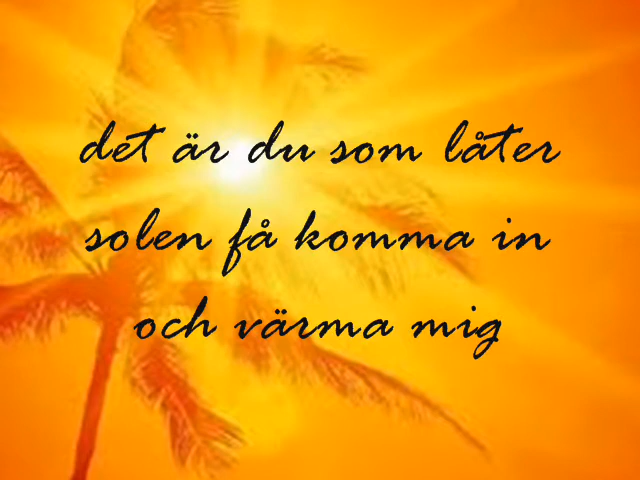 det är du som låter
solen få komma in
och värma mig